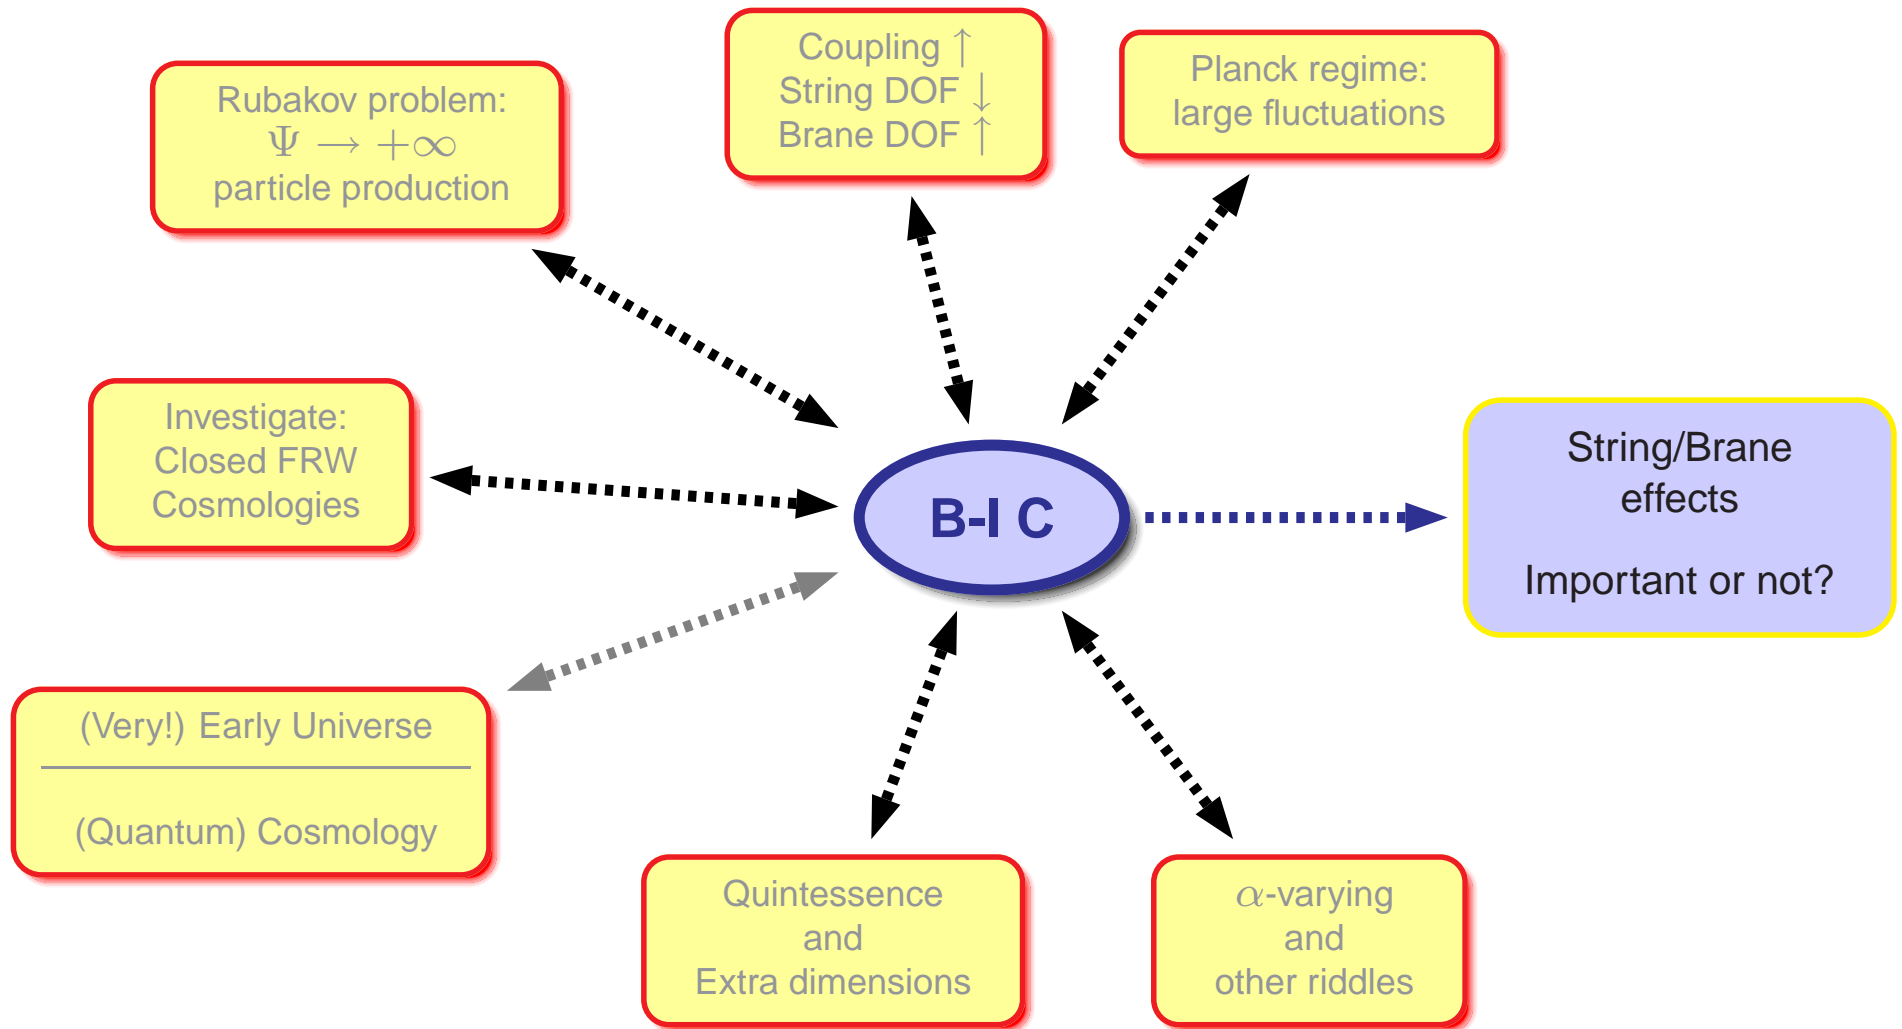 Coupling ↑
String DOF ↓
Brane DOF ↑
Planck regime:
large fluctuations
Rubakov problem:
Ψ → +∞
particle production
Investigate:
Closed FRW
Cosmologies
B-I C
String/Brane
effects
Important or not?
(Very!) Early Universe
(Quantum) Cosmology
Quintessence
and
Extra dimensions
α-varying
and
other riddles